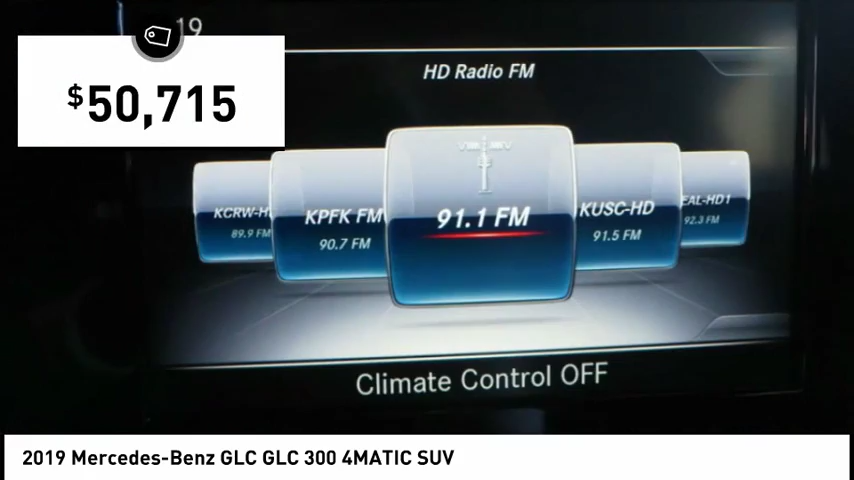 19
$50,715
HD Radio FM
KCRW-H
89.9 FM
KPFK FM
90.7 FM
91.1 FM
KUSC-HD
91.5 FM
EAL-HD1
92.3 FM
Climate Control OFF
2019 Mercedes-Benz GLC GLC 300 4MATIC SUV